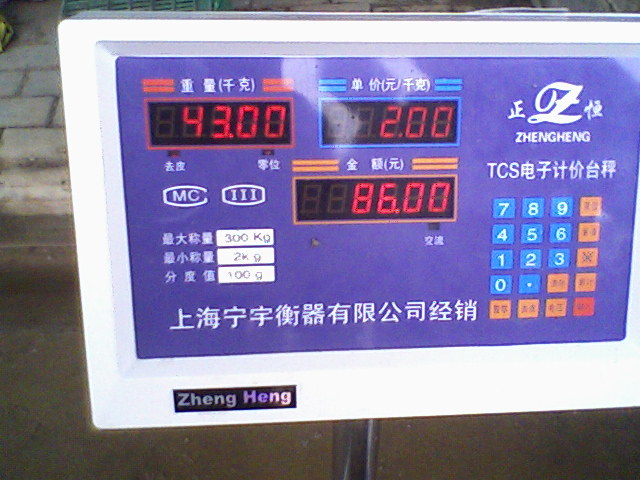 重 量(千克)
单 价(元/千克)
43.00
2.00
去皮
零位
金 额(元)
86.00
交流
MC
III
最大称量 300 Kg
最小称量 2k g
分 度 值 100 g
正 恒
ZHENGHENG
TCS电子计价台秤
7 8 9
4 5 6
1 2 3 ※
0 .
上海宁宇衡器有限公司经销
Zheng Heng